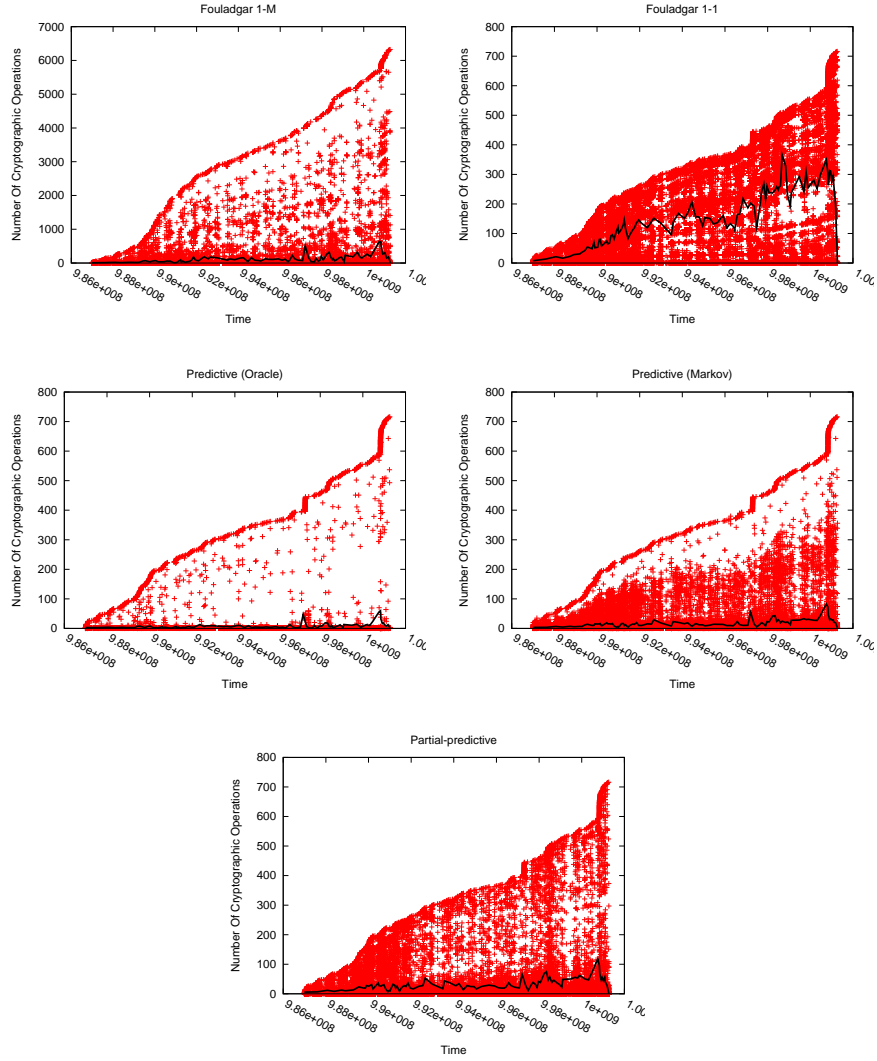 Fouladgar 1-M
Number Of Cryptographic Operations
7000
6000
5000
4000
3000
2000
1000
0
9.86e+008
9.88e+008
9.9e+008
9.92e+008
9.94e+008
9.96e+008
9.98e+008
1e+009
1.00
Time
Fouladgar 1-1
Number Of Cryptographic Operations
800
700
600
500
400
300
200
100
0
9.86e+008
9.88e+008
9.9e+008
9.92e+008
9.94e+008
9.96e+008
9.98e+008
1e+009
1.00
Time
Predictive (Oracle)
Number Of Cryptographic Operations
800
700
600
500
400
300
200
100
0
9.86e+008
9.88e+008
9.9e+008
9.92e+008
9.94e+008
9.96e+008
9.98e+008
1e+009
1.00
Time
Predictive (Markov)
Number Of Cryptographic Operations
800
700
600
500
400
300
200
100
0
9.86e+008
9.88e+008
9.9e+008
9.92e+008
9.94e+008
9.96e+008
9.98e+008
1e+009
1.00
Time
Partial-predictive
Number Of Cryptographic Operations
800
700
600
500
400
300
200
100
0
9.86e+008
9.88e+008
9.9e+008
9.92e+008
9.94e+008
9.96e+008
9.98e+008
1e+009
1.00
Time